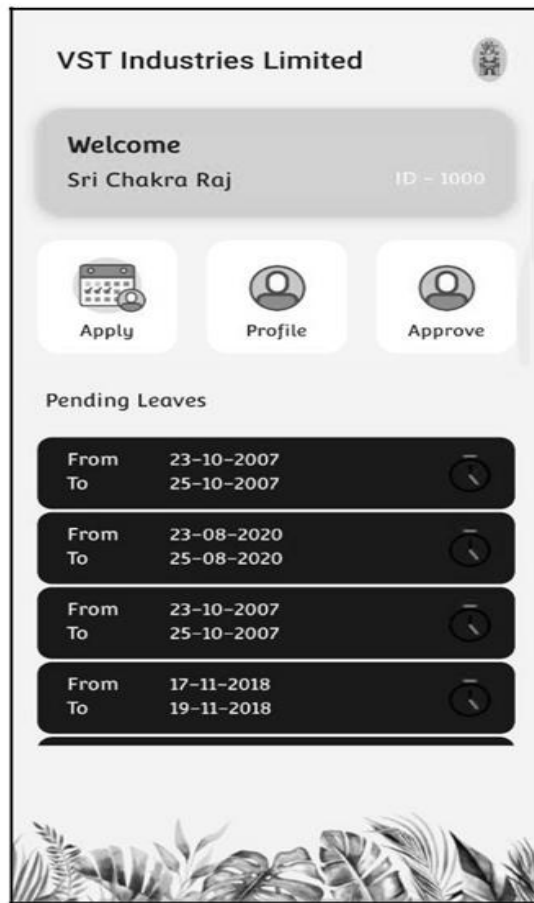 VST Industries Limited
Welcome
Sri Chakra Raj
ID - 1000
Apply
Profile
Approve
Pending Leaves
From 23-10-2007
To 25-10-2007
From 23-08-2020
To 25-08-2020
From 23-10-2007
To 25-10-2007
From 17-11-2018
To 19-11-2018